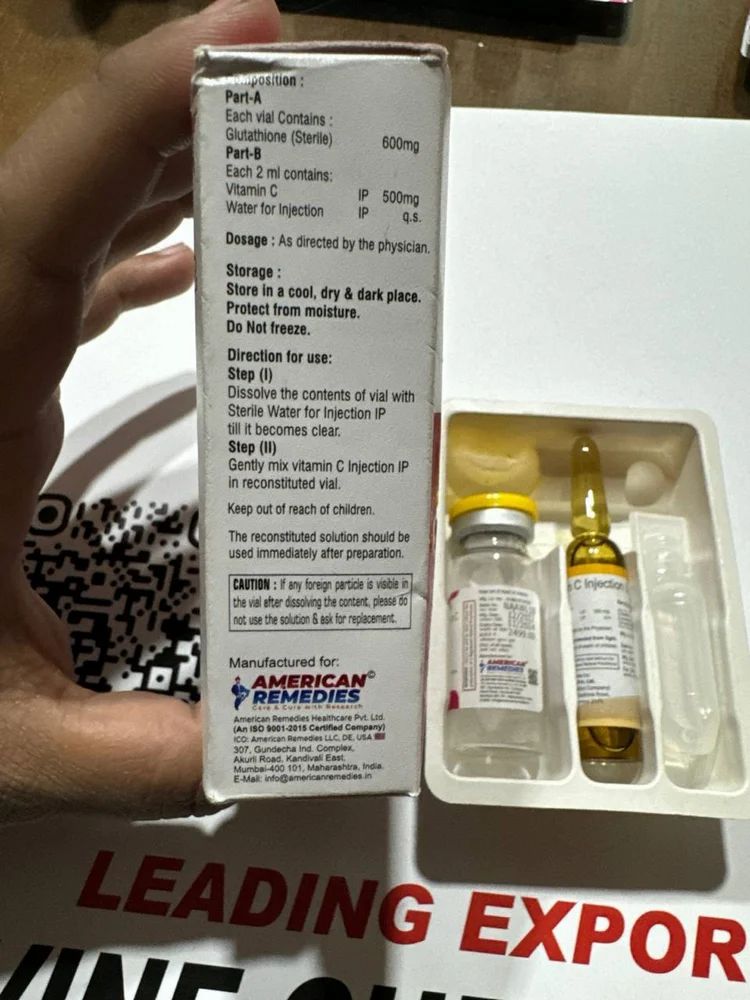 Composition :
Part-A
Each vial Contains :
Glutathione (Sterile) 600mg
Part-B
Each 2 ml contains:
Vitamin C IP 500mg
Water for Injection IP q.s.
Dosage : As directed by the physician.
Storage :
Store in a cool, dry & dark place.
Protect from moisture.
Do Not freeze.
Direction for use:
Step (I)
Dissolve the contents of vial with
Sterile Water for Injection IP
till it becomes clear.
Step (II)
Gently mix vitamin C Injection IP
in reconstituted vial.
Keep out of reach of children.
The reconstituted solution should be
used immediately after preparation.
CAUTION : If any foreign particle is visible in
the vial after dissolving the content, please do
not use the solution & ask for replacement.
Manufactured for:
AMERICAN©
REMEDIES
Care & Cure with Research
American Remedies Healthcare Pvt. Ltd.
(An ISO 9001-2015 Certified Company)
ICO: American Remedies LLC, DE, USA
307, Gundecha Ind. Complex,
Akurli Road, Kandivali East,
Mumbai-400 101, Maharashtra, India.
E-Mail: info@americanremedies.in
AMERICAN
REMEDIES
C Injection
LEADING EXPOR